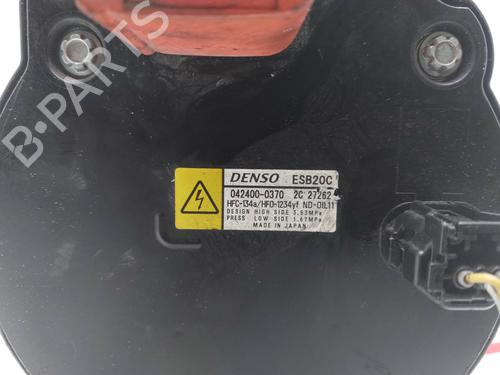 DENSO ESB20C
042400-0370 2C 27262
HFC-134a/HFO-1234yf ND-OIL11
DESIGN HIGH SIDE 3.53MPa
PRESS LOW SIDE 1.67MPa
MADE IN JAPAN
B-PARTS